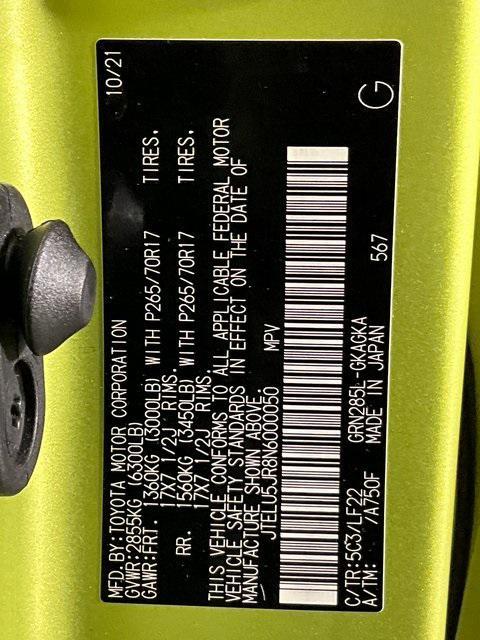 MFD. BY: TOYOTA MOTOR CORPORATION 10/21
GVWR: 2855KG (6300LB)
GAWR: FRT. 1360KG (3000LB) WITH P265/70R17 TIRES.
17X7 1/2J RIMS.
RR. 1560KG (3450LB) WITH P265/70R17 TIRES.
17X7 1/2J RIMS.
THIS VEHICLE CONFORMS TO ALL APPLICABLE FEDERAL MOTOR
VEHICLE SAFETY STANDARDS IN EFFECT ON THE DATE OF
MANUFACTURE SHOWN ABOVE.
JTELU5JR8N6000050 MPV
C/TR: 5C3/LF22 GRN285L-GKAGKA 567
A/TM: /A750F MADE IN JAPAN
G